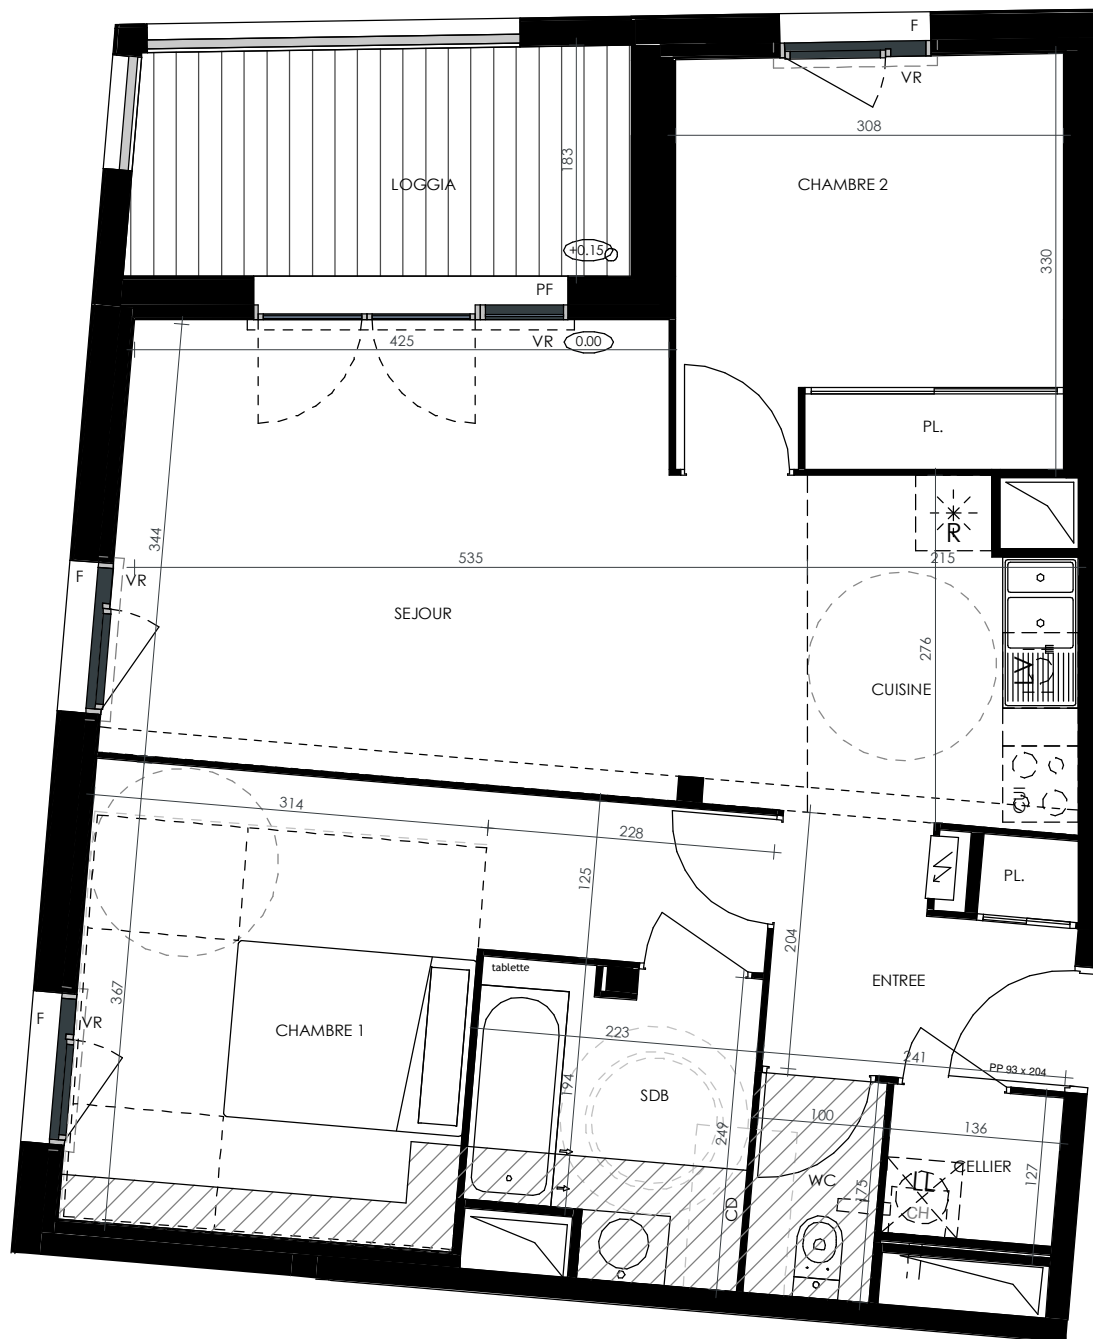 F
VR
308
183
LOGGIA
CHAMBRE 2
+0.15
330
PF
425
VR
0.00
PL.
344
R
535
215
F
VR
SEJOUR
276
LV
CUISINE
314
228
125
PL.
204
tablette
ENTREE
367
F
VR
CHAMBRE 1
223
241
PP 93 x 204
194
SDB
249
100
136
CELLIER
127
WC
175
LL
CH
CD